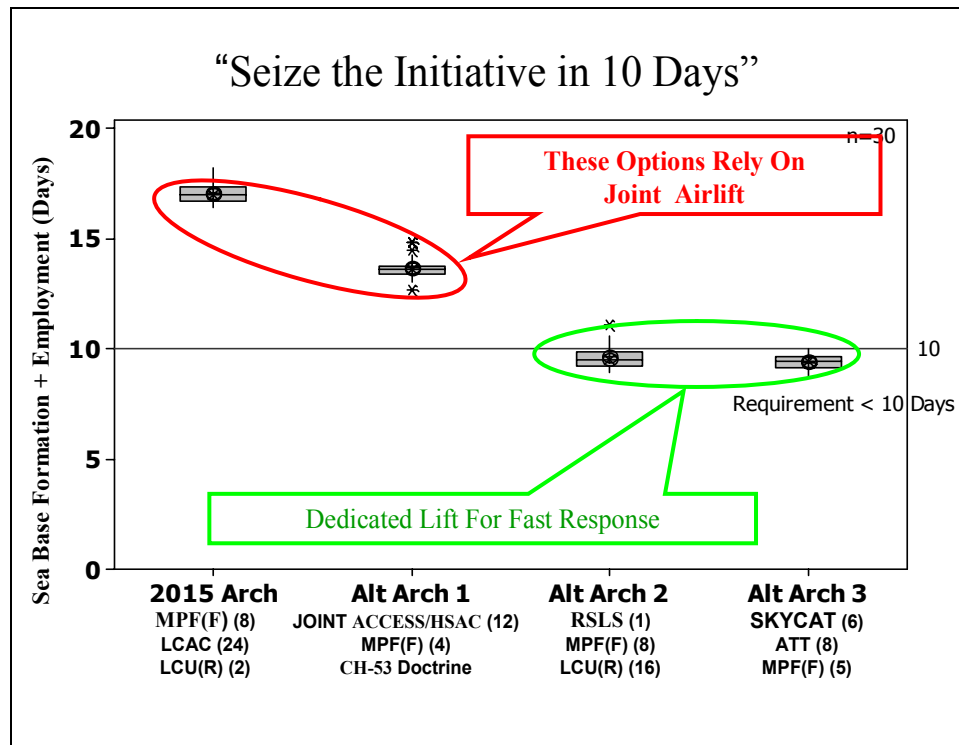 “Seize the Initiative in 10 Days”
n=30
These Options Rely On
Joint Airlift
Sea Base Formation + Employment (Days)
20
15
10
5
0
10
Requirement < 10 Days
Dedicated Lift For Fast Response
2015 Arch
MPF(F) (8)
LCAC (24)
LCU(R) (2)
Alt Arch 1
JOINT ACCESS/HSAC (12)
MPF(F) (4)
CH-53 Doctrine
Alt Arch 2
RSLS (1)
MPF(F) (8)
LCU(R) (16)
Alt Arch 3
SKYCAT (6)
ATT (8)
MPF(F) (5)